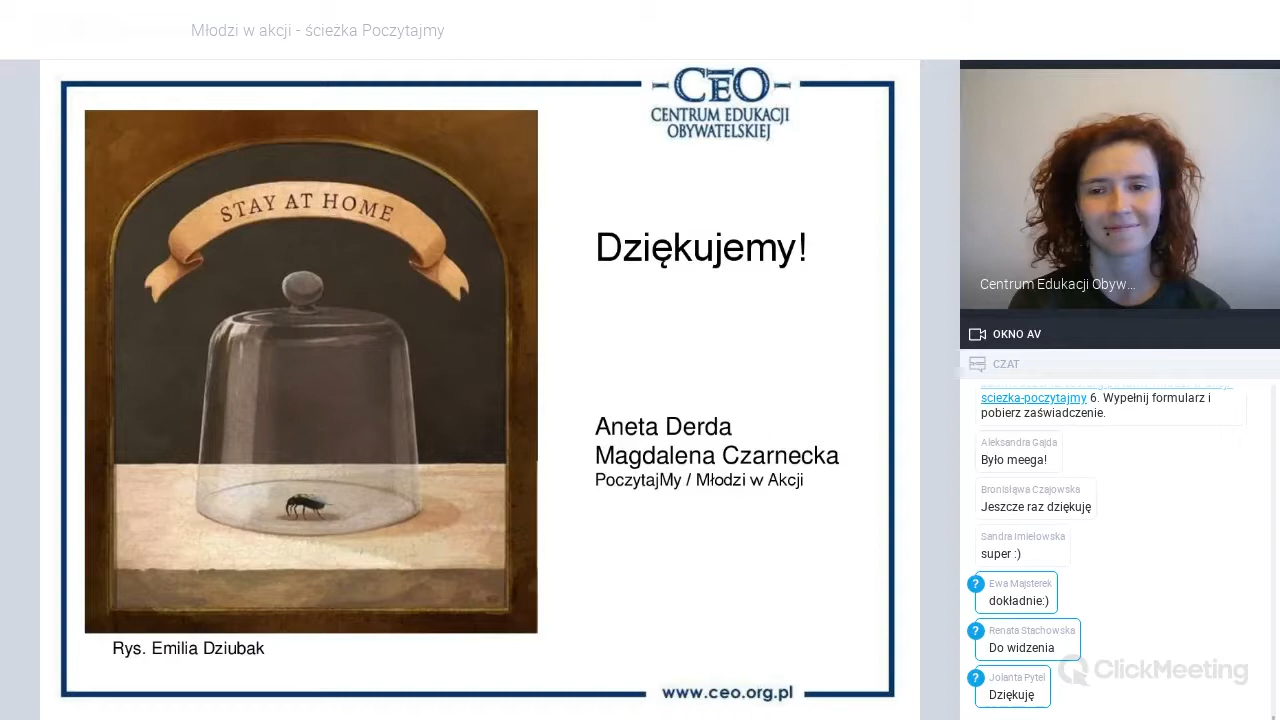 Młodzi w akcji - ścieżka Poczytajmy
CEO
CENTRUM EDUKACJI
OBYWATELSKIEJ
STAY AT HOME
Dziękujemy!
Aneta Derda
Magdalena Czarnecka
PoczytajMy / Młodzi w Akcji
Rys. Emilia Dziubak
www.ceo.org.pl
Centrum Edukacji Obyw...
OKNO AV
CZAT
sciezka-poczytajmy 6. Wypełnij formularz i
pobierz zaświadczenie.
Aleksandra Gajda
Było meega!
Bronisława Czajowska
Jeszcze raz dziękuję
Sandra Imiełowska
super :)
? Ewa Majsterek
dokładnie:)
? Renata Stachowska
Do widzenia
? Jolanta Pytel
Dziękuję
ClickMeeting